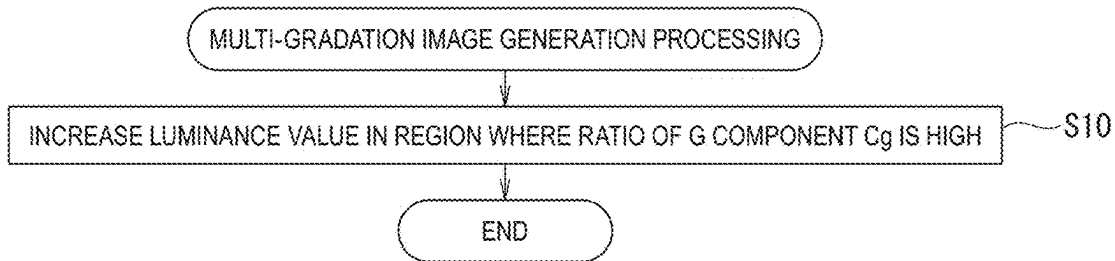 MULTI-GRADATION IMAGE GENERATION PROCESSING
INCREASE LUMINANCE VALUE IN REGION WHERE RATIO OF G COMPONENT Cg IS HIGH
S10
END